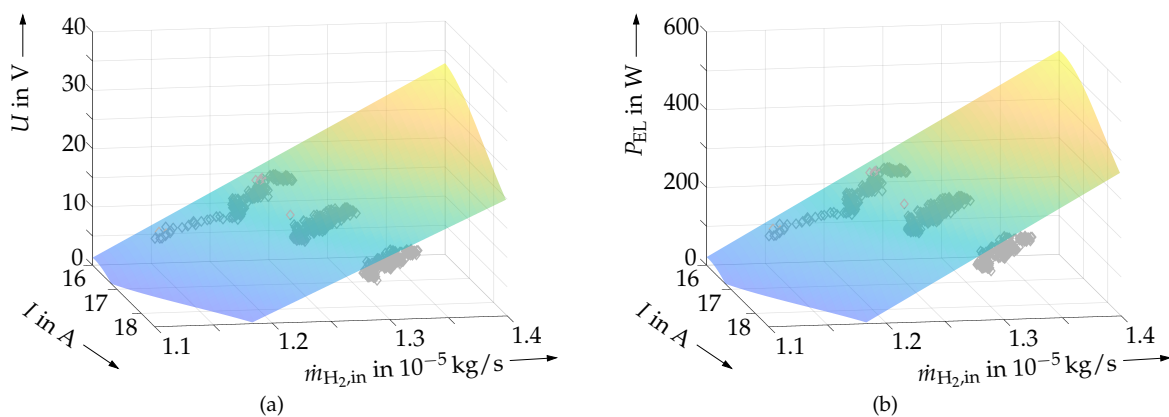 U in V
40
30
20
10
0
16
17
18
I in A
1.1
1.2
1.3
1.4
ṁH₂,in in 10⁻⁵ kg/s
(a)
P_EL in W
600
400
200
0
16
17
18
I in A
1.1
1.2
1.3
1.4
ṁH₂,in in 10⁻⁵ kg/s
(b)